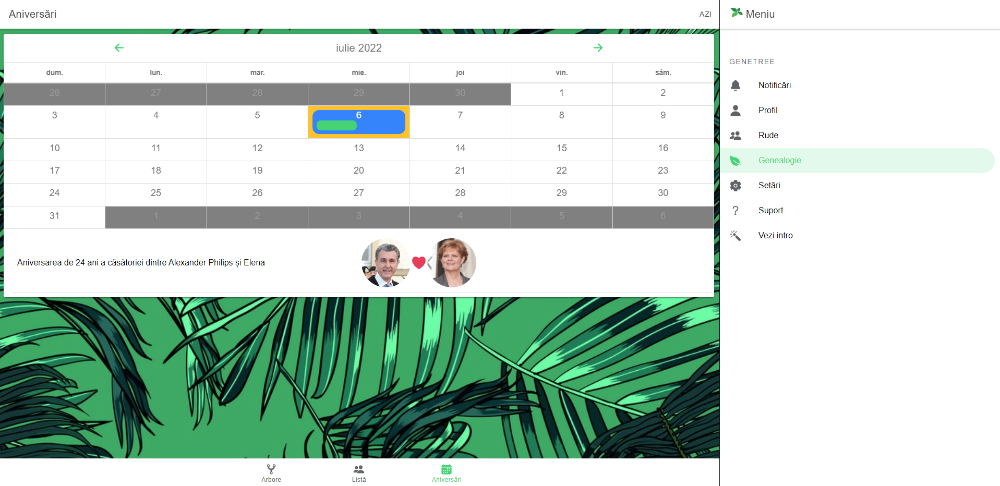 Aniversări
AZI
iulie 2022
dum. lun. mar. mie. joi vin. sâm.
26 27 28 29 30 1 2
3 4 5 6 7 8 9
10 11 12 13 14 15 16
17 18 19 20 21 22 23
24 25 26 27 28 29 30
31 1 2 3 4 5 6
Aniversarea de 24 ani a căsătoriei dintre Alexander Philips și Elena
Arbore
Listă
Aniversări
Meniu
GENETREE
Notificări
Profil
Rude
Genealogie
Setări
Suport
Vezi intro